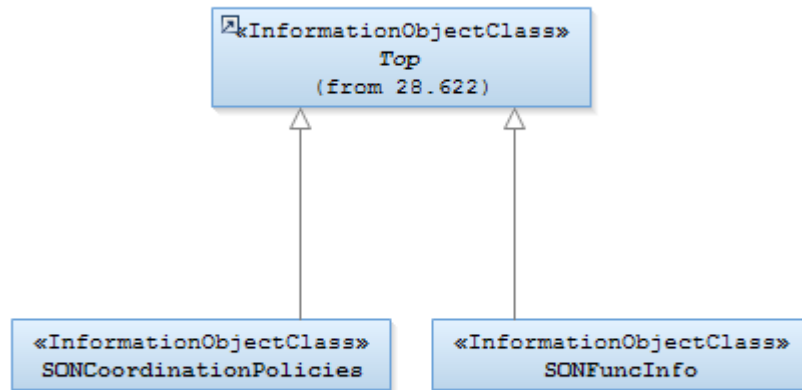 «InformationObjectClass»
Top
(from 28.622)
«InformationObjectClass»
SONCoordinationPolicies
«InformationObjectClass»
SONFuncInfo